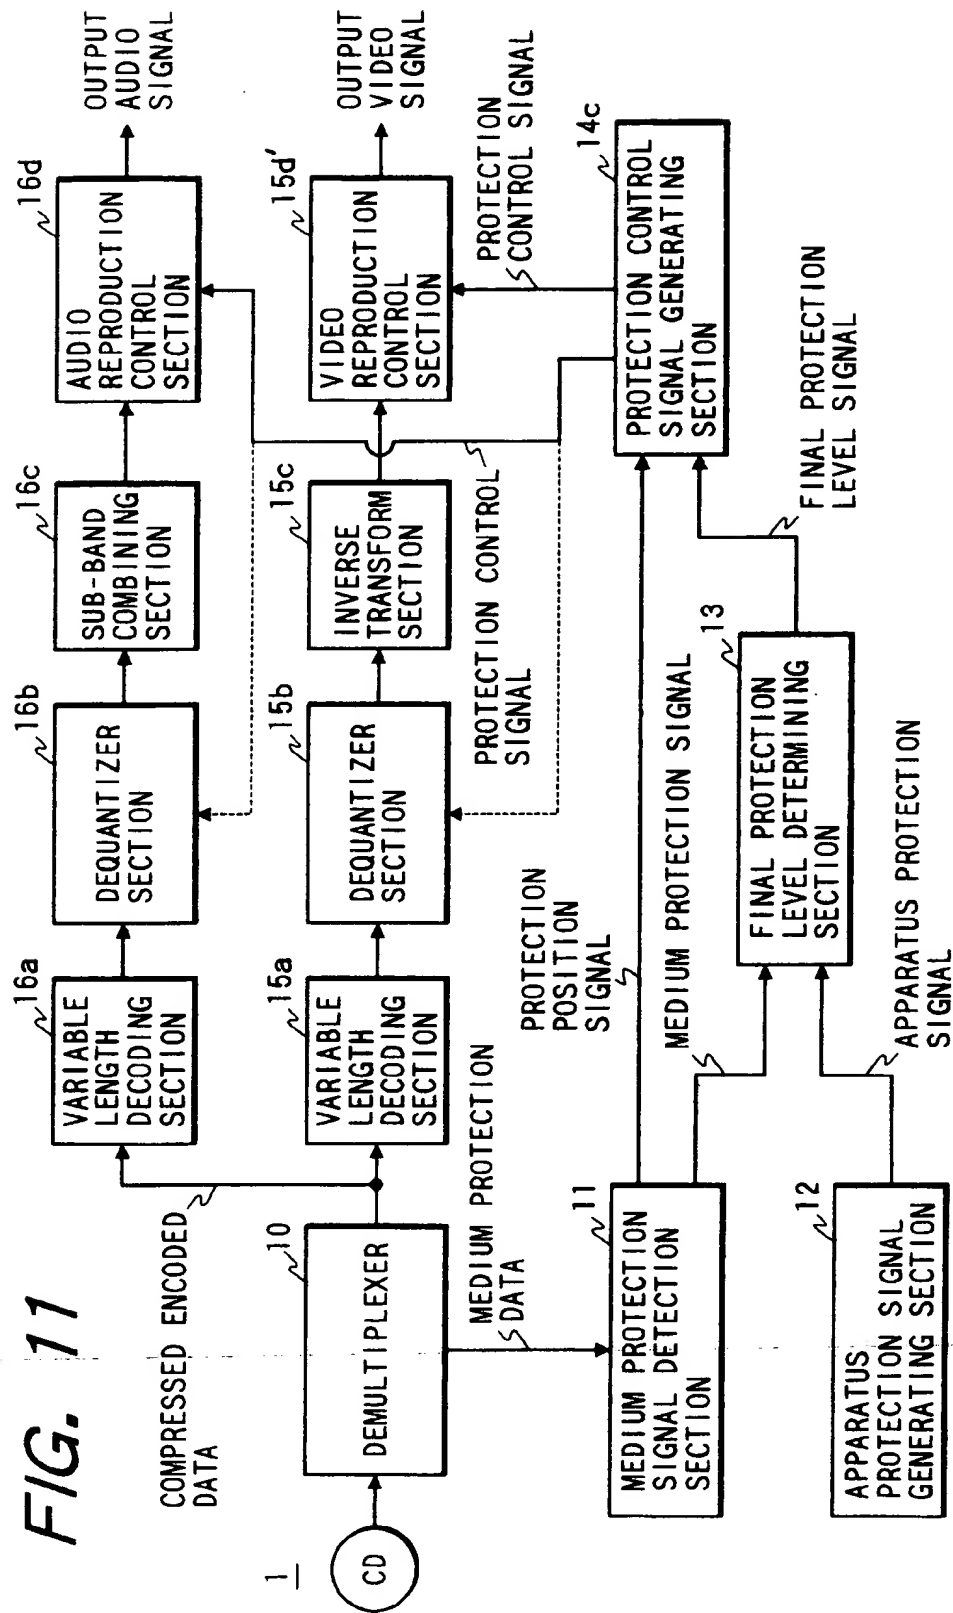 FIG. 11
1
CD
COMPRESSED ENCODED
DATA
10
DEMULTIPLEXER
MEDIUM PROTECTION
DATA
16a
VARIABLE
LENGTH
DECODING
SECTION
16b
DEQUANTIZER
SECTION
16c
SUB-BAND
COMBINING
SECTION
16d
AUDIO
REPRODUCTION
CONTROL
SECTION
OUTPUT
AUDIO
SIGNAL
15a
VARIABLE
LENGTH
DECODING
SECTION
15b
DEQUANTIZER
SECTION
15c
INVERSE
TRANSFORM
SECTION
15d'
VIDEO
REPRODUCTION
CONTROL
SECTION
OUTPUT
VIDEO
SIGNAL
PROTECTION CONTROL
SIGNAL
PROTECTION
CONTROL SIGNAL
11
MEDIUM PROTECTION
SIGNAL DETECTION
SECTION
PROTECTION
POSITION
SIGNAL
14c
PROTECTION CONTROL
SIGNAL GENERATING
SECTION
MEDIUM PROTECTION SIGNAL
13
FINAL PROTECTION
LEVEL DETERMINING
SECTION
FINAL PROTECTION
LEVEL SIGNAL
12
APPARATUS
PROTECTION SIGNAL
GENERATING SECTION
APPARATUS PROTECTION
SIGNAL